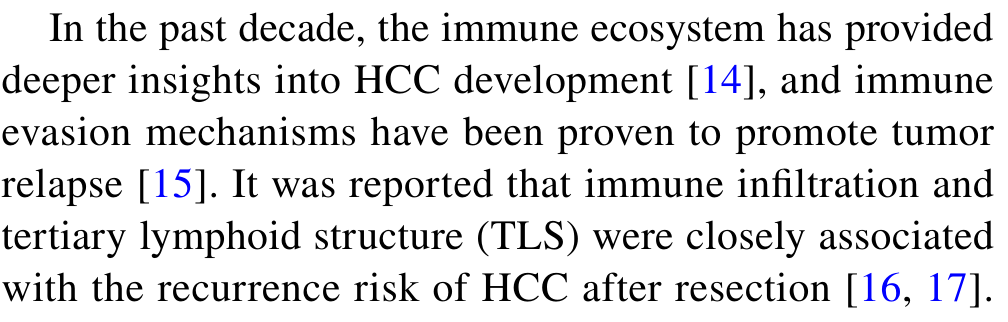 In the past decade, the immune ecosystem has provided
deeper insights into HCC development [14], and immune
evasion mechanisms have been proven to promote tumor
relapse [15]. It was reported that immune infiltration and
tertiary lymphoid structure (TLS) were closely associated
with the recurrence risk of HCC after resection [16, 17].